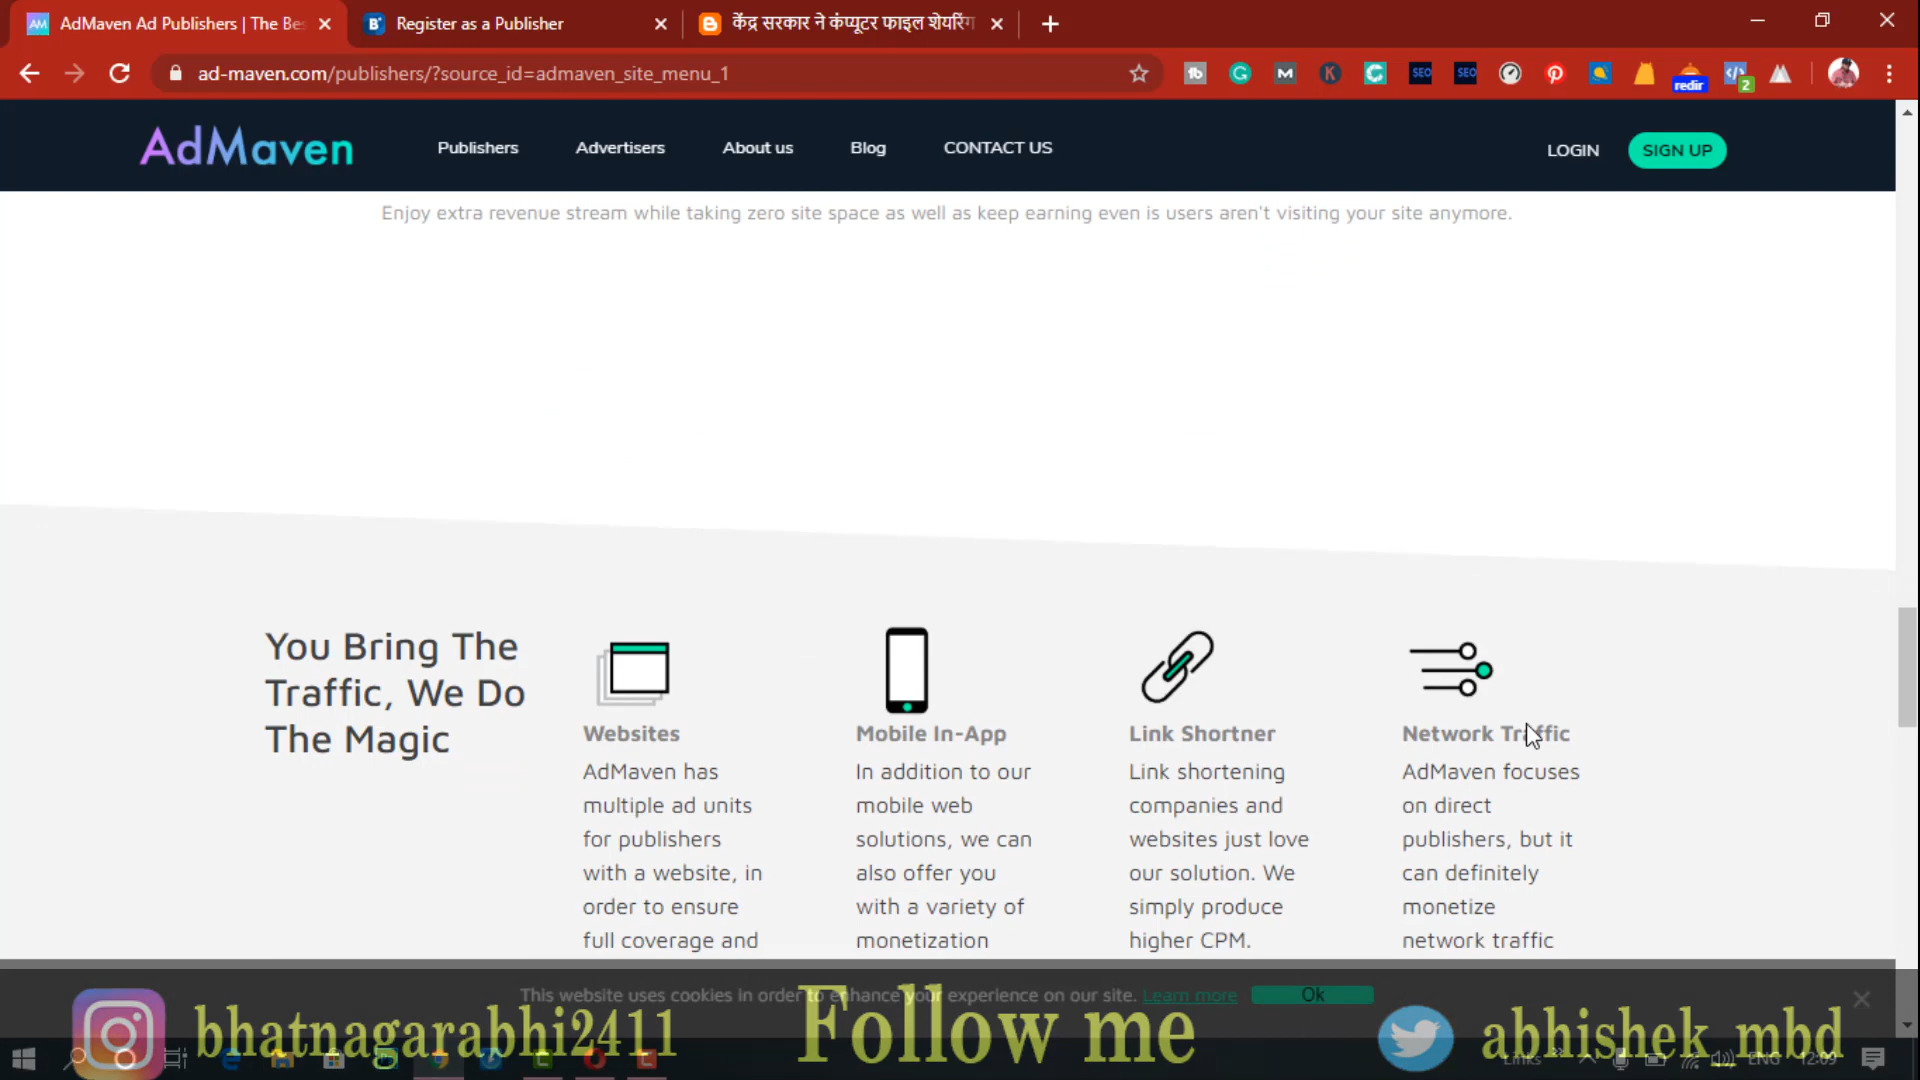 AdMaven Ad Publishers | The Bes
Register as a Publisher
केंद्र सरकार ने कंप्यूटर फाइल शेयरिंग
ad-maven.com/publishers/?source_id=admaven_site_menu_1
redir
2
AdMaven
Publishers
Advertisers
About us
Blog
CONTACT US
LOGIN
SIGN UP
Enjoy extra revenue stream while taking zero site space as well as keep earning even is users aren't visiting your site anymore.
You Bring The
Traffic, We Do
The Magic
Websites
AdMaven has
multiple ad units
for publishers
with a website, in
order to ensure
full coverage and
Mobile In-App
In addition to our
mobile web
solutions, we can
also offer you
with a variety of
monetization
Link Shortner
Link shortening
companies and
websites just love
our solution. We
simply produce
higher CPM.
Network Traffic
AdMaven focuses
on direct
publishers, but it
can definitely
monetize
network traffic
This website uses cookies in order to enhance your experience on our site. Learn more
Ok
bhatnagarabhi2411
Follow me
abhishek_mbd
Links
ENG
12:09